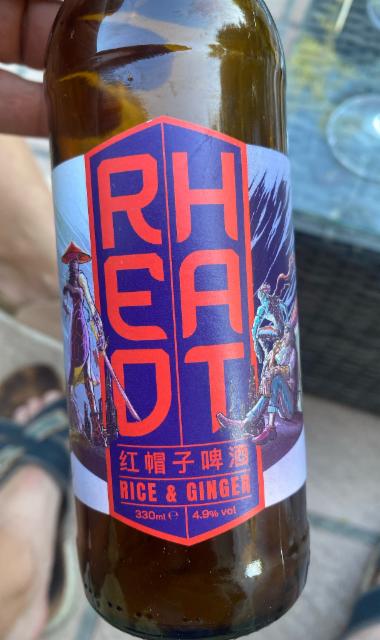 RED HAT
红帽子啤酒
RICE & GINGER
330ml ℮ 4.9% vol